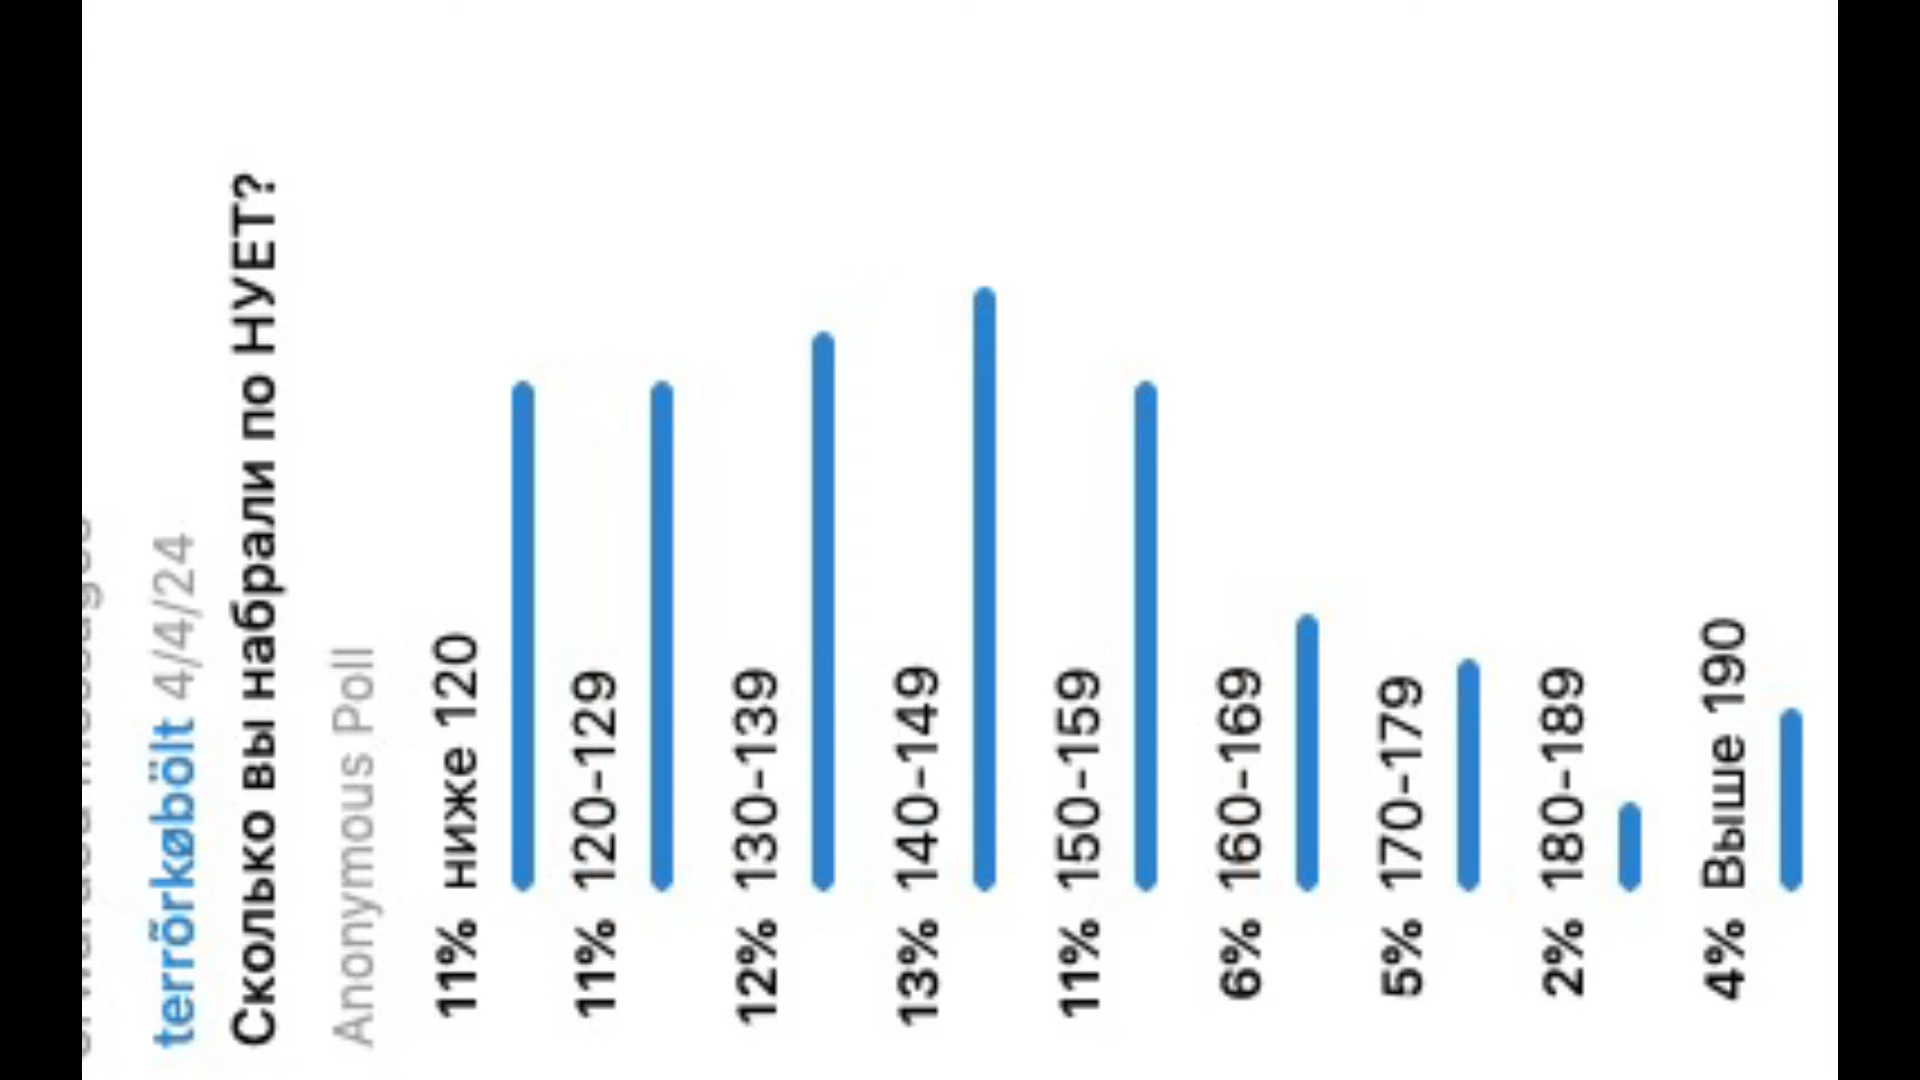 terrõrkøbölt 4/4/24
Сколько вы набрали по НУЕТ?
Anonymous Poll
11% ниже 120
11% 120-129
12% 130-139
13% 140-149
11% 150-159
6% 160-169
5% 170-179
2% 180-189
4% Выше 190